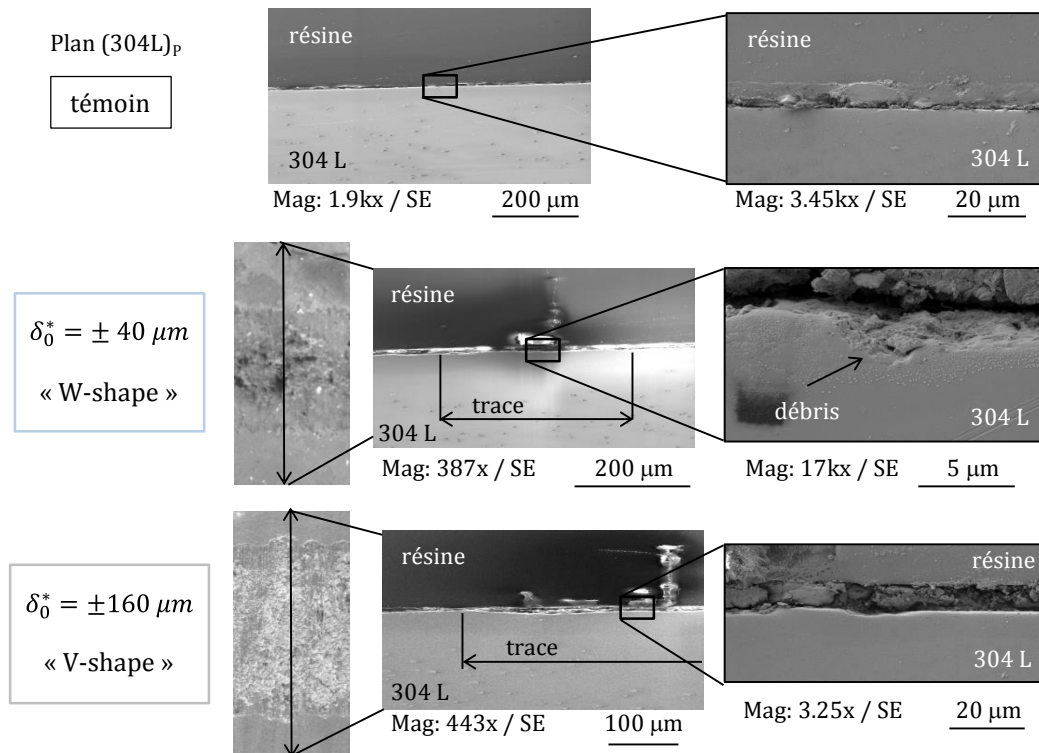 Plan (304L)P
témoin
résine
304 L
Mag: 1.9kx / SE
200 µm
résine
304 L
Mag: 3.45kx / SE
20 µm
δ0* = ± 40 µm
« W-shape »
résine
trace
304 L
Mag: 387x / SE
200 µm
débris
304 L
Mag: 17kx / SE
5 µm
δ0* = ±160 µm
« V-shape »
résine
trace
304 L
Mag: 443x / SE
100 µm
résine
304 L
Mag: 3.25x / SE
20 µm